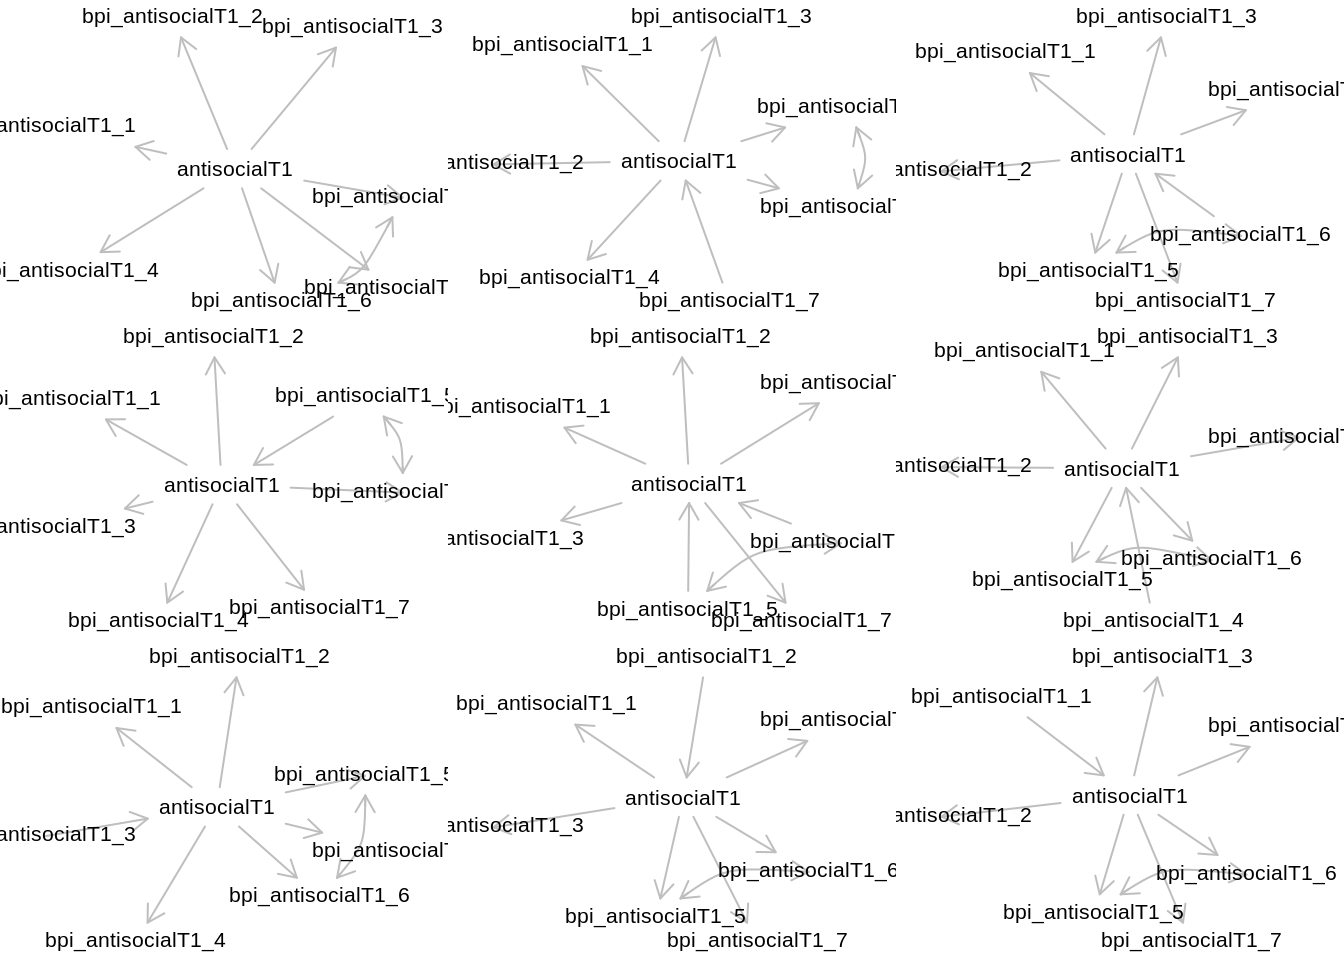 bpi_antisocialT1_2
bpi_antisocialT1_3
antisocialT1_1
antisocialT1
bpi_antisocialT
pi_antisocialT1_4
bpi_antisocialT
bpi_antisocialT1_6
bpi_antisocialT1_3
bpi_antisocialT1_1
bpi_antisocialT
antisocialT1_2
antisocialT1
bpi_antisocialT
bpi_antisocialT1_4
bpi_antisocialT1_7
bpi_antisocialT1_3
bpi_antisocialT1_1
bpi_antisocialT
antisocialT1_2
antisocialT1
bpi_antisocialT1_6
bpi_antisocialT1_5
bpi_antisocialT1_7
bpi_antisocialT1_2
pi_antisocialT1_1
bpi_antisocialT1_5
antisocialT1
bpi_antisocialT
antisocialT1_3
bpi_antisocialT1_7
bpi_antisocialT1_4
bpi_antisocialT1_2
bpi_antisocialT
pi_antisocialT1_1
antisocialT1
antisocialT1_3
bpi_antisocialT
bpi_antisocialT1_5
bpi_antisocialT1_7
bpi_antisocialT1_3
bpi_antisocialT1_1
bpi_antisocialT
antisocialT1_2
antisocialT1
bpi_antisocialT1_6
bpi_antisocialT1_5
bpi_antisocialT1_4
bpi_antisocialT1_2
bpi_antisocialT1_1
bpi_antisocialT1_5
antisocialT1
antisocialT1_3
bpi_antisocialT
bpi_antisocialT1_6
bpi_antisocialT1_4
bpi_antisocialT1_2
bpi_antisocialT1_1
bpi_antisocialT
antisocialT1
antisocialT1_3
bpi_antisocialT1_6
bpi_antisocialT1_5
bpi_antisocialT1_7
bpi_antisocialT1_3
bpi_antisocialT1_1
bpi_antisocialT
antisocialT1
antisocialT1_2
bpi_antisocialT1_6
bpi_antisocialT1_5
bpi_antisocialT1_7